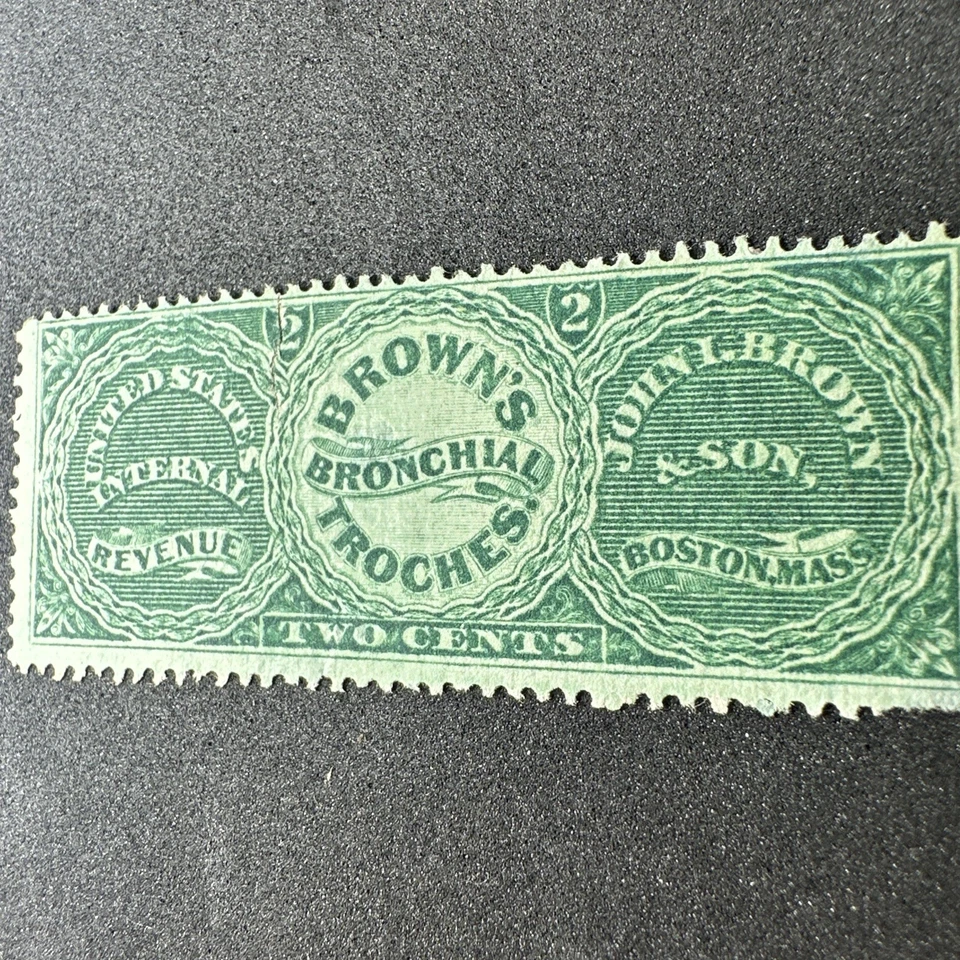 UNITED STATES
INTERNAL
REVENUE
2
BROWN'S
BRONCHIAL
TROCHES.
2
JOHN I. BROWN
& SON,
BOSTON, MASS
TWO CENTS